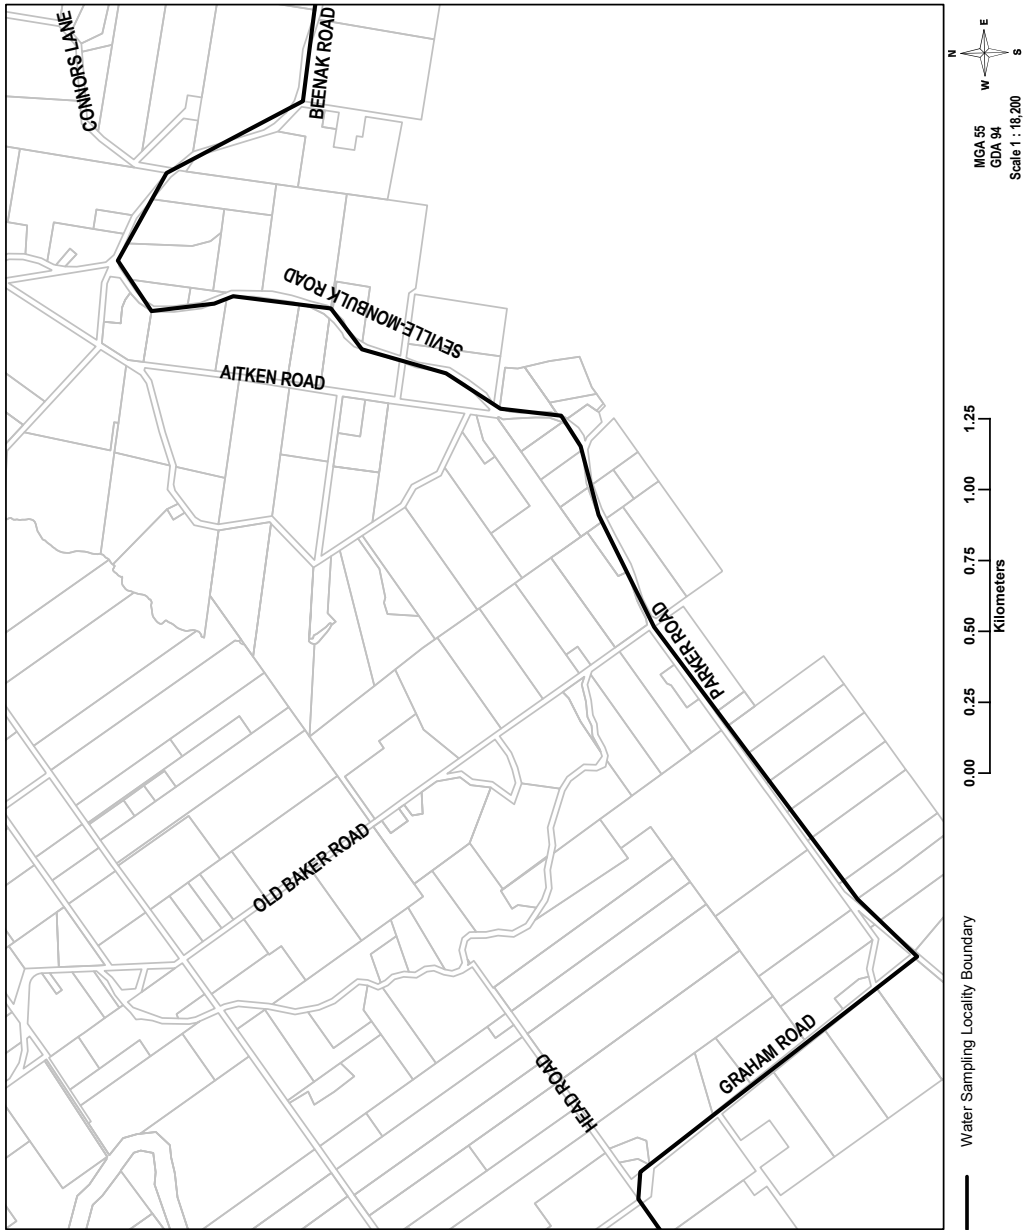 CONNORS LANE
BEENAK ROAD
SEVILLE-MONBULK ROAD
AITKEN ROAD
PARKER ROAD
OLD BAKER ROAD
HEAD ROAD
GRAHAM ROAD
N
E
S
W
MGA 55
GDA 94
Scale 1 : 18,200
0.00 0.25 0.50 0.75 1.00 1.25
Kilometers
Water Sampling Locality Boundary